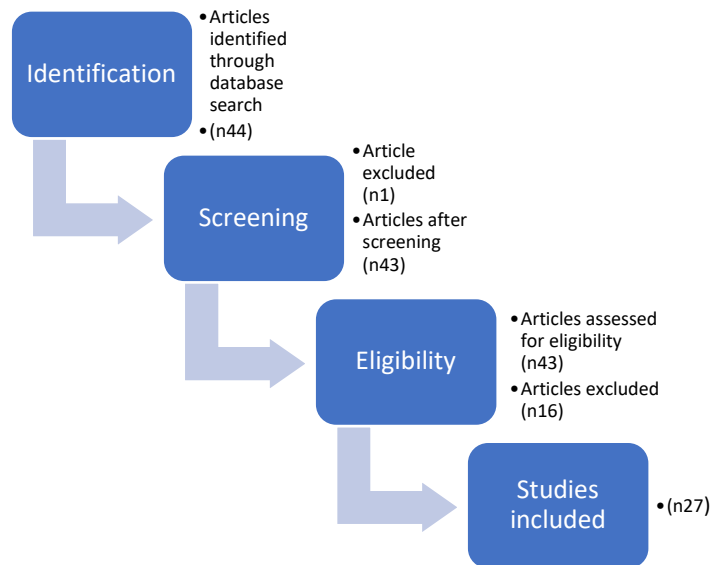 Identification
•Articles
identified
through
database
search
•(n44)
Screening
•Article
excluded
(n1)
•Articles after
screening
(n43)
Eligibility
•Articles assessed
for eligibility
(n43)
•Articles excluded
(n16)
Studies
included
•(n27)